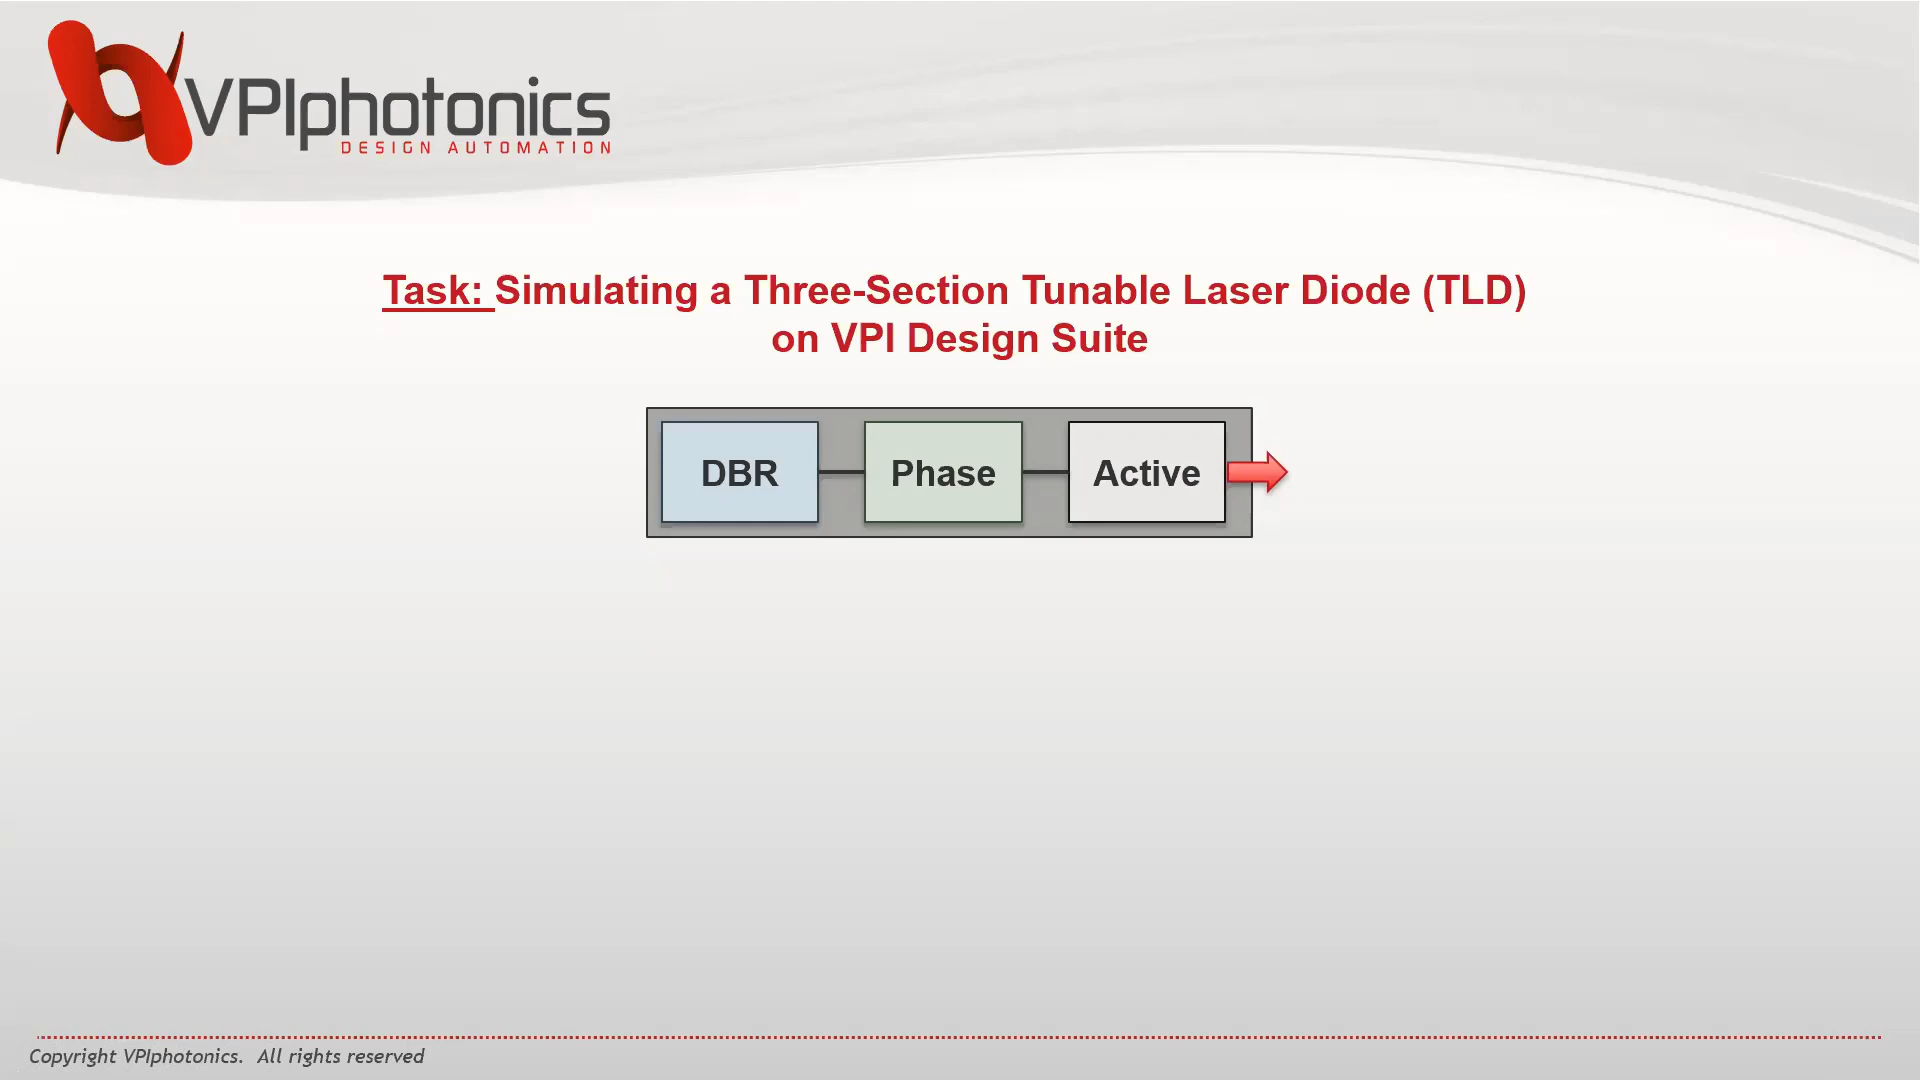 VPIphotonics
DESIGN AUTOMATION
Task: Simulating a Three-Section Tunable Laser Diode (TLD)
on VPI Design Suite
DBR Phase Active
Copyright VPIphotonics. All rights reserved